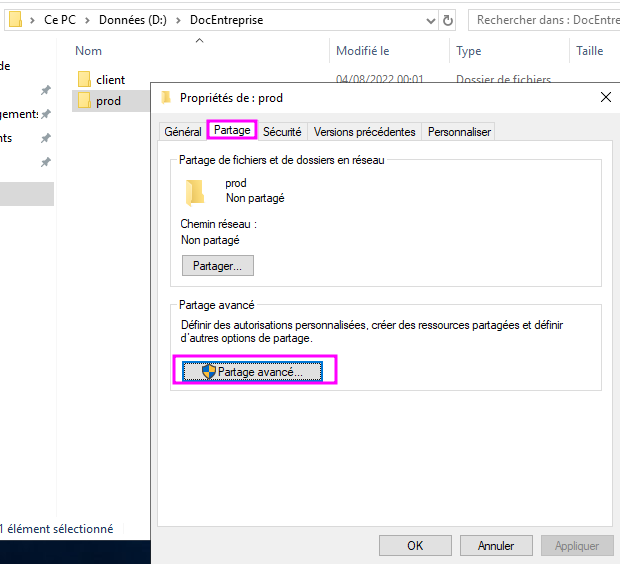 Ce PC > Données (D:) > DocEntreprise
Rechercher dans : DocEntre
Nom Modifié le Type Taille
de
client 04/08/2022 00:01 Dossier de fichiers
prod
gements
nts
Propriétés de : prod
Général Partage Sécurité Versions précédentes Personnaliser
Partage de fichiers et de dossiers en réseau
prod
Non partagé
Chemin réseau :
Non partagé
Partager...
Partage avancé
Définir des autorisations personnalisées, créer des ressources partagées et définir
d'autres options de partage.
Partage avancé...
1 élément sélectionné
OK Annuler Appliquer